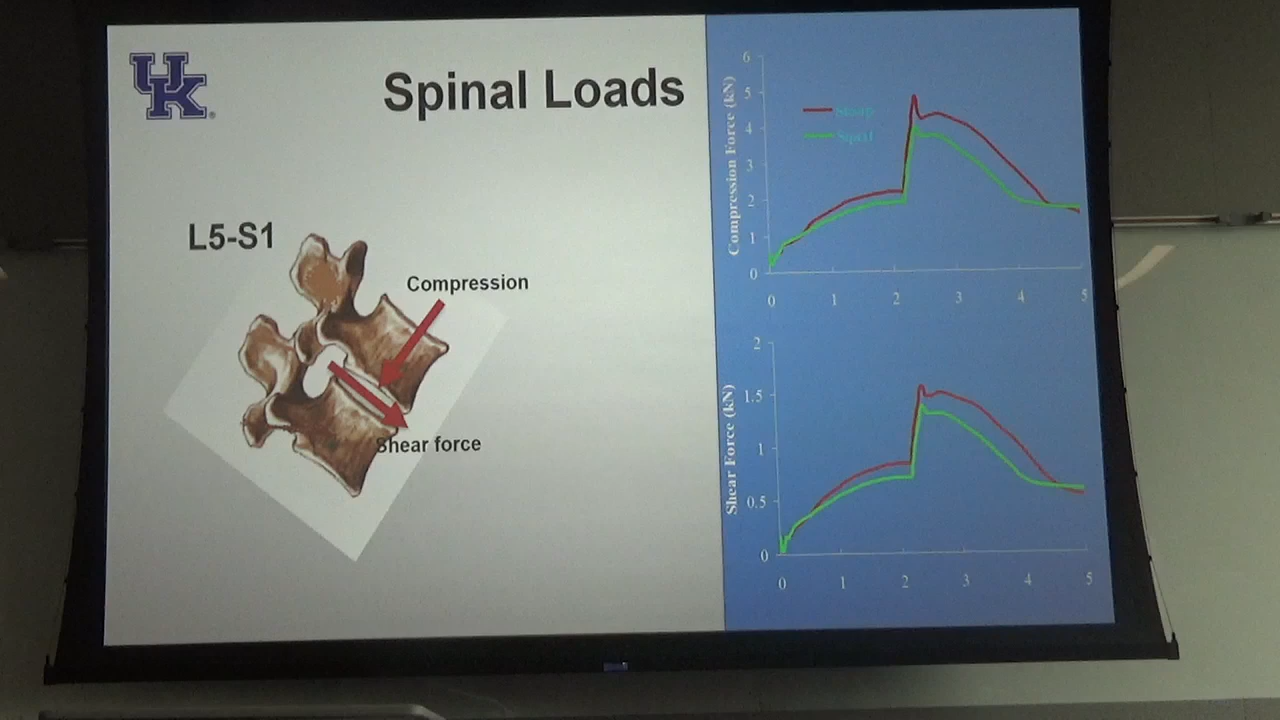 UK
Spinal Loads
L5-S1
Compression
Shear force
Compression Force (kN)
6
5
4
3
2
1
0
Stoop
Squat
0 1 2 3 4 5
Shear Force (kN)
2
1.5
1
0.5
0
0 1 2 3 4 5